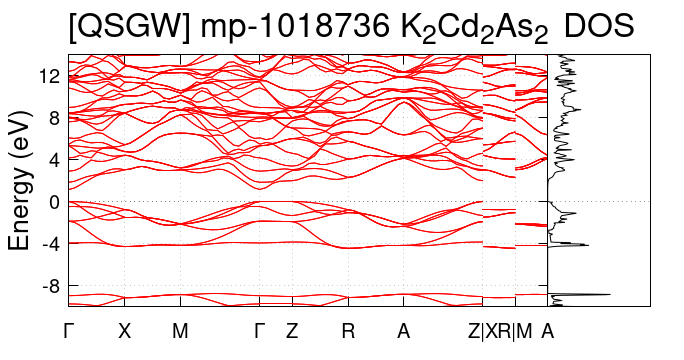 [QSGW] mp-1018736 K₂Cd₂As₂ DOS
Energy (eV)
12
8
4
0
-4
-8
Γ X M Γ Z R A Z|XR|M A